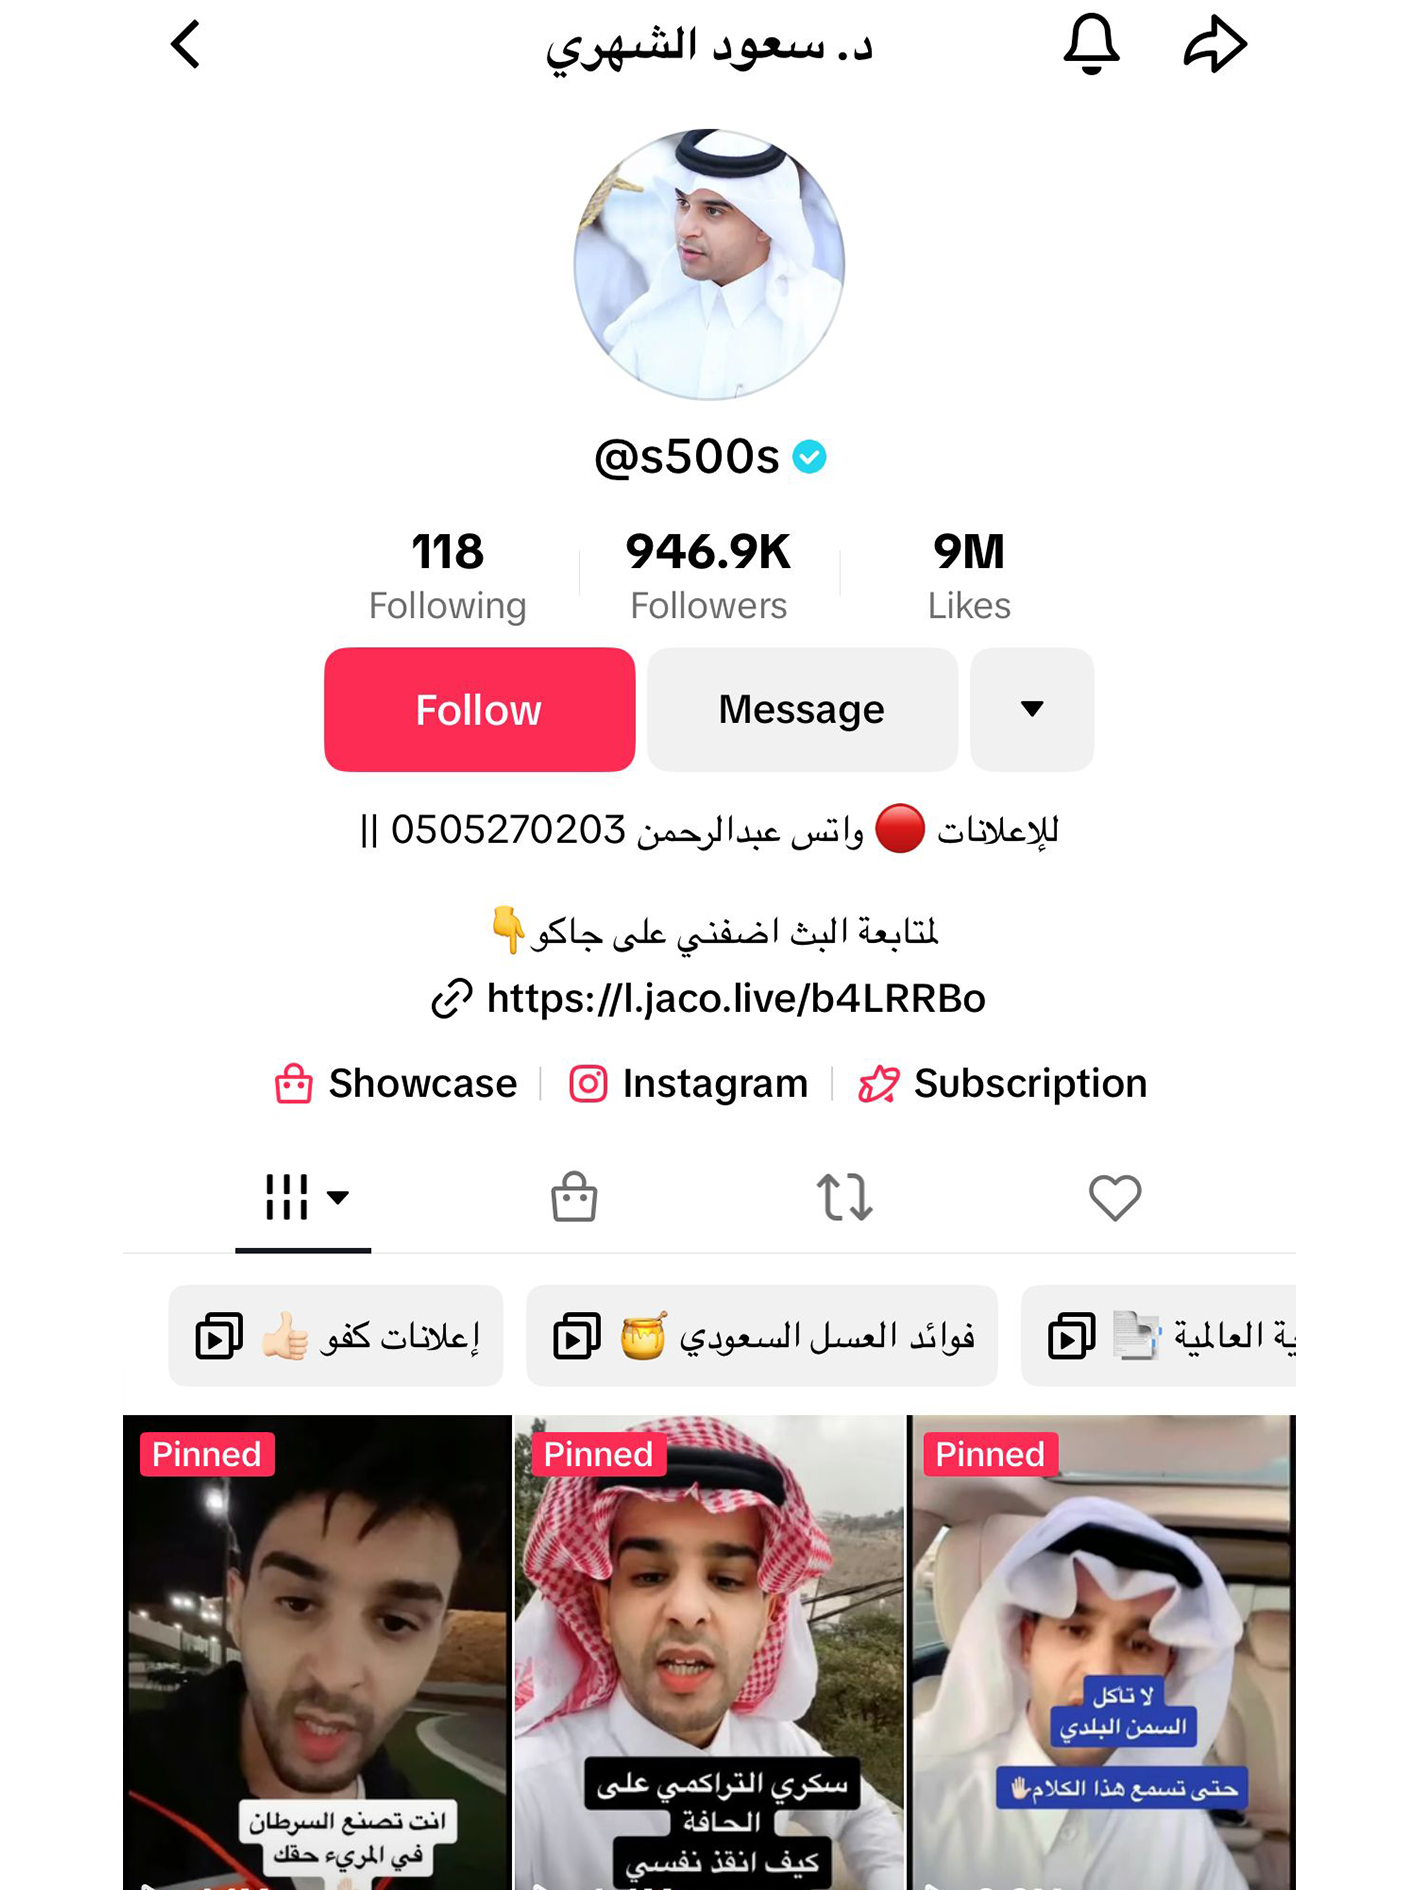 د. سعود الشهري
@s500s
118
Following
946.9K
Followers
9M
Likes
Follow
Message
للإعلانات 🔴 واتس عبدالرحمن 0505270203 ||
لمتابعة البث اضفني على جاكو👇
https://l.jaco.live/b4LRRBo
Showcase
Instagram
Subscription
إعلانات كفو 👍🏻
فوائد العسل السعودي 🍯
ية العالمية 📑
Pinned
انت تصنع السرطان
في المريء حقك
Pinned
سكري التراكمي على
الحافة
كيف انقذ نفسي
Pinned
لا تأكل
السمن البلدي
حتى تسمع هذا الكلام✋🏻